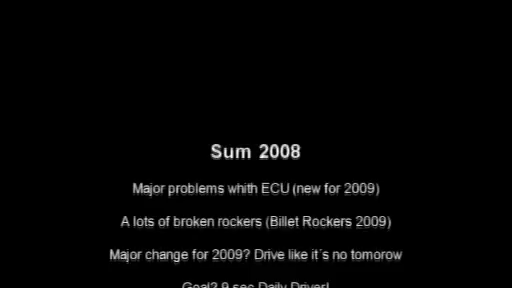 Sum 2008
Major problems whith ECU (new for 2009)
A lots of broken rockers (Billet Rockers 2009)
Major change for 2009? Drive like it´s no tomorow
Goal? 9 sec Daily Driver!